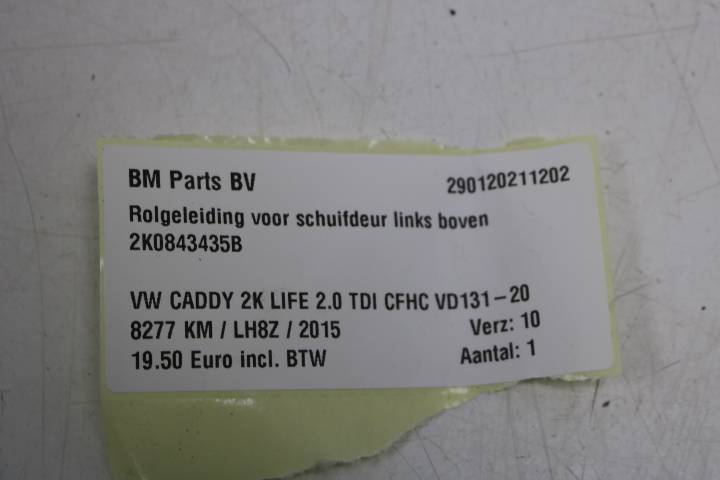 BM Parts BV 290120211202
Rolgeleiding voor schuifdeur links boven
2K0843435B
VW CADDY 2K LIFE 2.0 TDI CFHC VD131-20
8277 KM / LH8Z / 2015 Verz: 10
19.50 Euro incl. BTW Aantal: 1